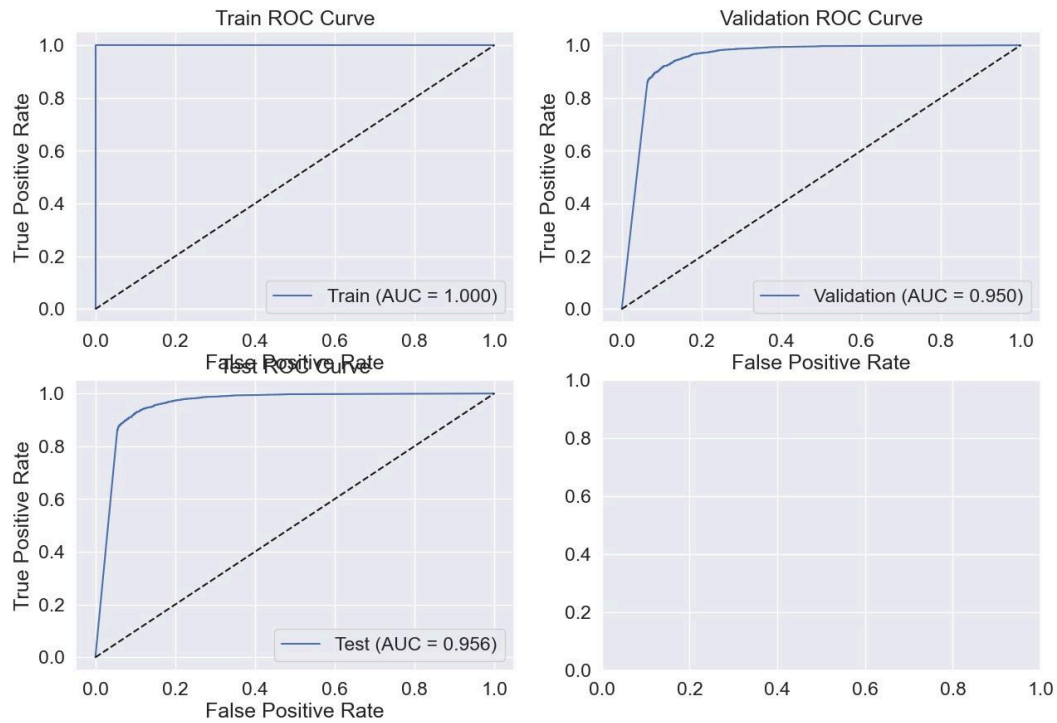 Train ROC Curve
1.0
0.8
0.6
0.4
0.2
0.0
True Positive Rate
Train (AUC = 1.000)
0.0 0.2 0.4 0.6 0.8 1.0
False Positive Rate
Validation ROC Curve
1.0
0.8
0.6
0.4
0.2
0.0
True Positive Rate
Validation (AUC = 0.950)
0.0 0.2 0.4 0.6 0.8 1.0
False Positive Rate
Test ROC Curve
1.0
0.8
0.6
0.4
0.2
0.0
True Positive Rate
Test (AUC = 0.956)
0.0 0.2 0.4 0.6 0.8 1.0
False Positive Rate
1.0
0.8
0.6
0.4
0.2
0.0
0.0 0.2 0.4 0.6 0.8 1.0